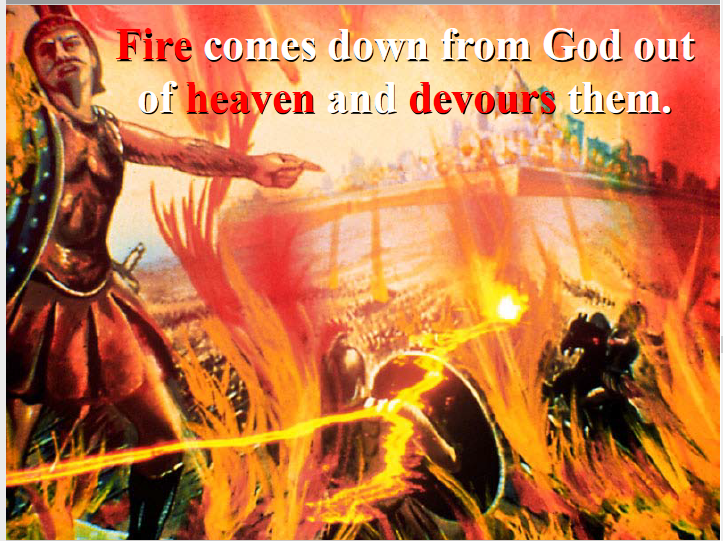 Fire comes down from God out
of heaven and devours them.